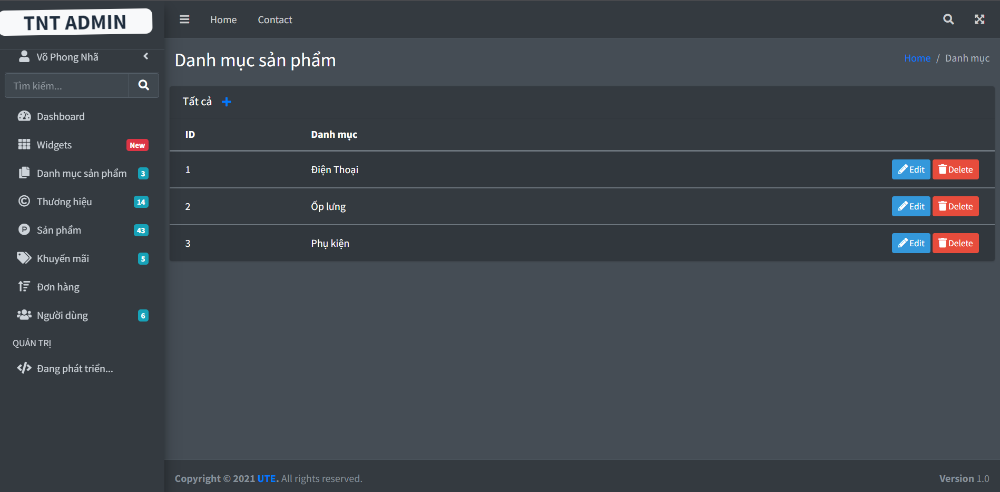 TNT ADMIN
Home Contact
Võ Phong Nhã
Tìm kiếm...
Dashboard
Widgets New
Danh mục sản phẩm 3
Thương hiệu 14
Sản phẩm 43
Khuyến mãi 5
Đơn hàng
Người dùng 6
QUẢN TRỊ
Đang phát triển...
Danh mục sản phẩm
Home / Danh mục
Tất cả
ID Danh mục
1 Điện Thoại Edit Delete
2 Ốp lưng Edit Delete
3 Phụ kiện Edit Delete
Copyright © 2021 UTE. All rights reserved.
Version 1.0